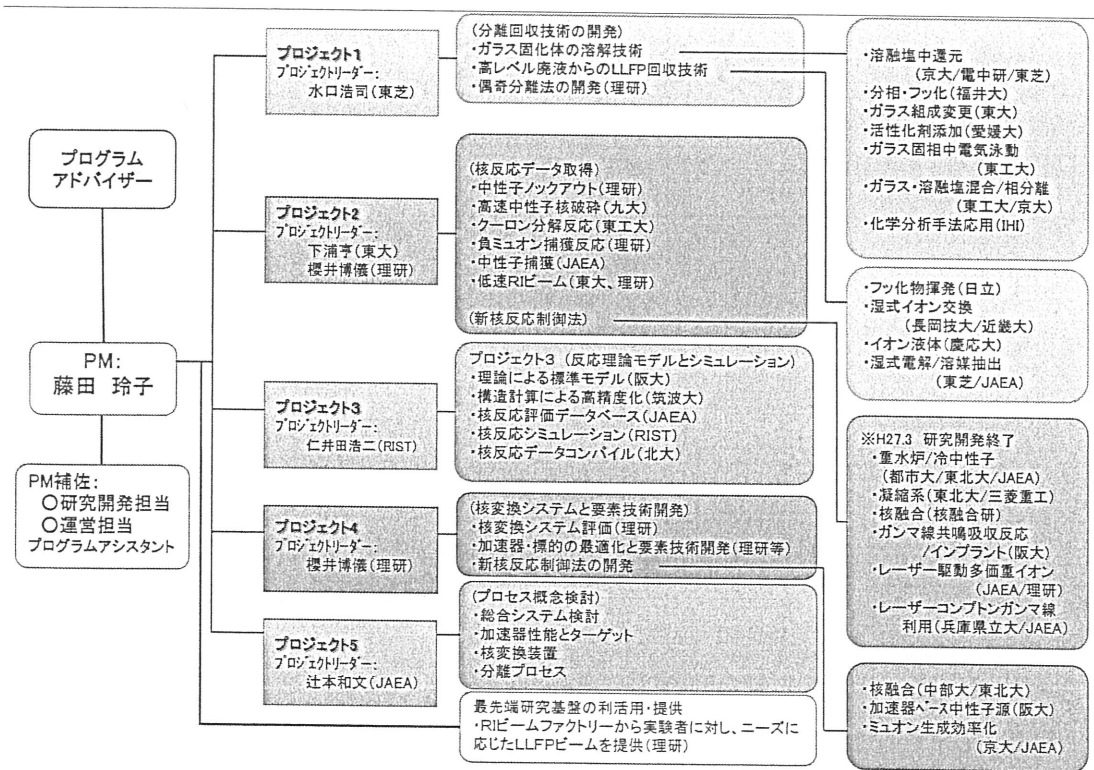 プログラム
アドバイザー
PM:
藤田 玲子
PM補佐:
〇研究開発担当
〇運営担当
プログラムアシスタント
プロジェクト1
プロジェクトリーダー:
水口浩司(東芝)
(分離回収技術の開発)
・ガラス固化体の溶解技術
・高レベル廃液からのLLFP回収技術
・偶奇分離法の開発(理研)
・溶融塩中還元
(京大/電中研/東芝)
・分相・フッ化(福井大)
・ガラス組成変更(東大)
・活性化剤添加(愛媛大)
・ガラス固相中電気泳動
(東工大)
・ガラス・溶融塩混合/相分離
(東工大/京大)
・化学分析手法応用(IHI)
・フッ化物揮発(日立)
・湿式イオン交換
(長岡技大/近畿大)
・イオン液体(慶応大)
・湿式電解/溶媒抽出
(東芝/JAEA)
プロジェクト2
プロジェクトリーダー:
下浦亨(東大)
櫻井博儀(理研)
(核反応データ取得)
・中性子ノックアウト(理研)
・高速中性子核破砕(九大)
・クーロン分解反応(東工大)
・負ミュオン捕獲反応(理研)
・中性子捕獲(JAEA)
・低速RIビーム(東大、理研)
(新核反応制御法)
※H27.3 研究開発終了
・重水炉/冷中性子
(都市大/東北大/JAEA)
・凝縮系(東北大/三菱重工)
・核融合(核融合研)
・ガンマ線共鳴吸収反応
/インプラント(阪大)
・レーザー駆動多価重イオン
(JAEA/理研)
・レーザーコンプトンガンマ線
利用(兵庫県立大/JAEA)
プロジェクト3
プロジェクトリーダー:
仁井田浩二(RIST)
プロジェクト3 (反応理論モデルとシミュレーション)
・理論による標準モデル(阪大)
・構造計算による高精度化(筑波大)
・核反応評価データベース(JAEA)
・核反応シミュレーション(RIST)
・核反応データコンパイル(北大)
プロジェクト4
プロジェクトリーダー:
櫻井博儀(理研)
(核変換システムと要素技術開発)
・核変換システム評価(理研)
・加速器・標的の最適化と要素技術開発(理研等)
・新核反応制御法の開発
・核融合(中部大/東北大)
・加速器ベース中性子源(阪大)
・ミュオン生成効率化
(京大/JAEA)
プロジェクト5
プロジェクトリーダー:
辻本和文(JAEA)
(プロセス概念検討)
・総合システム検討
・加速器性能とターゲット
・核変換装置
・分離プロセス
最先端研究基盤の利活用・提供
・RIビームファクトリーから実験者に対し、ニーズに
応じたLLFPビームを提供(理研)